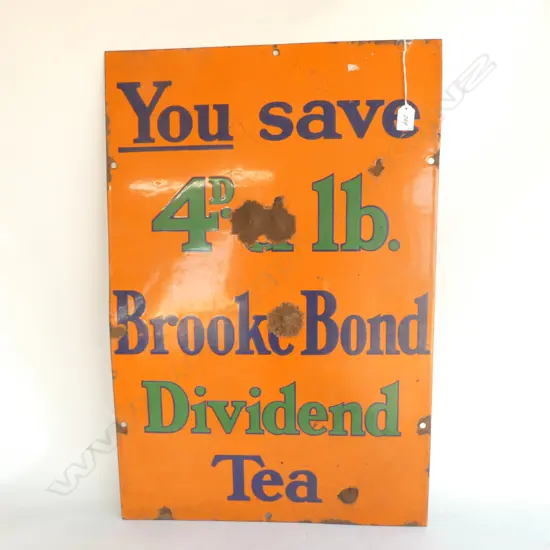 You save
4D. a lb.
Brooke Bond
Dividend
Tea